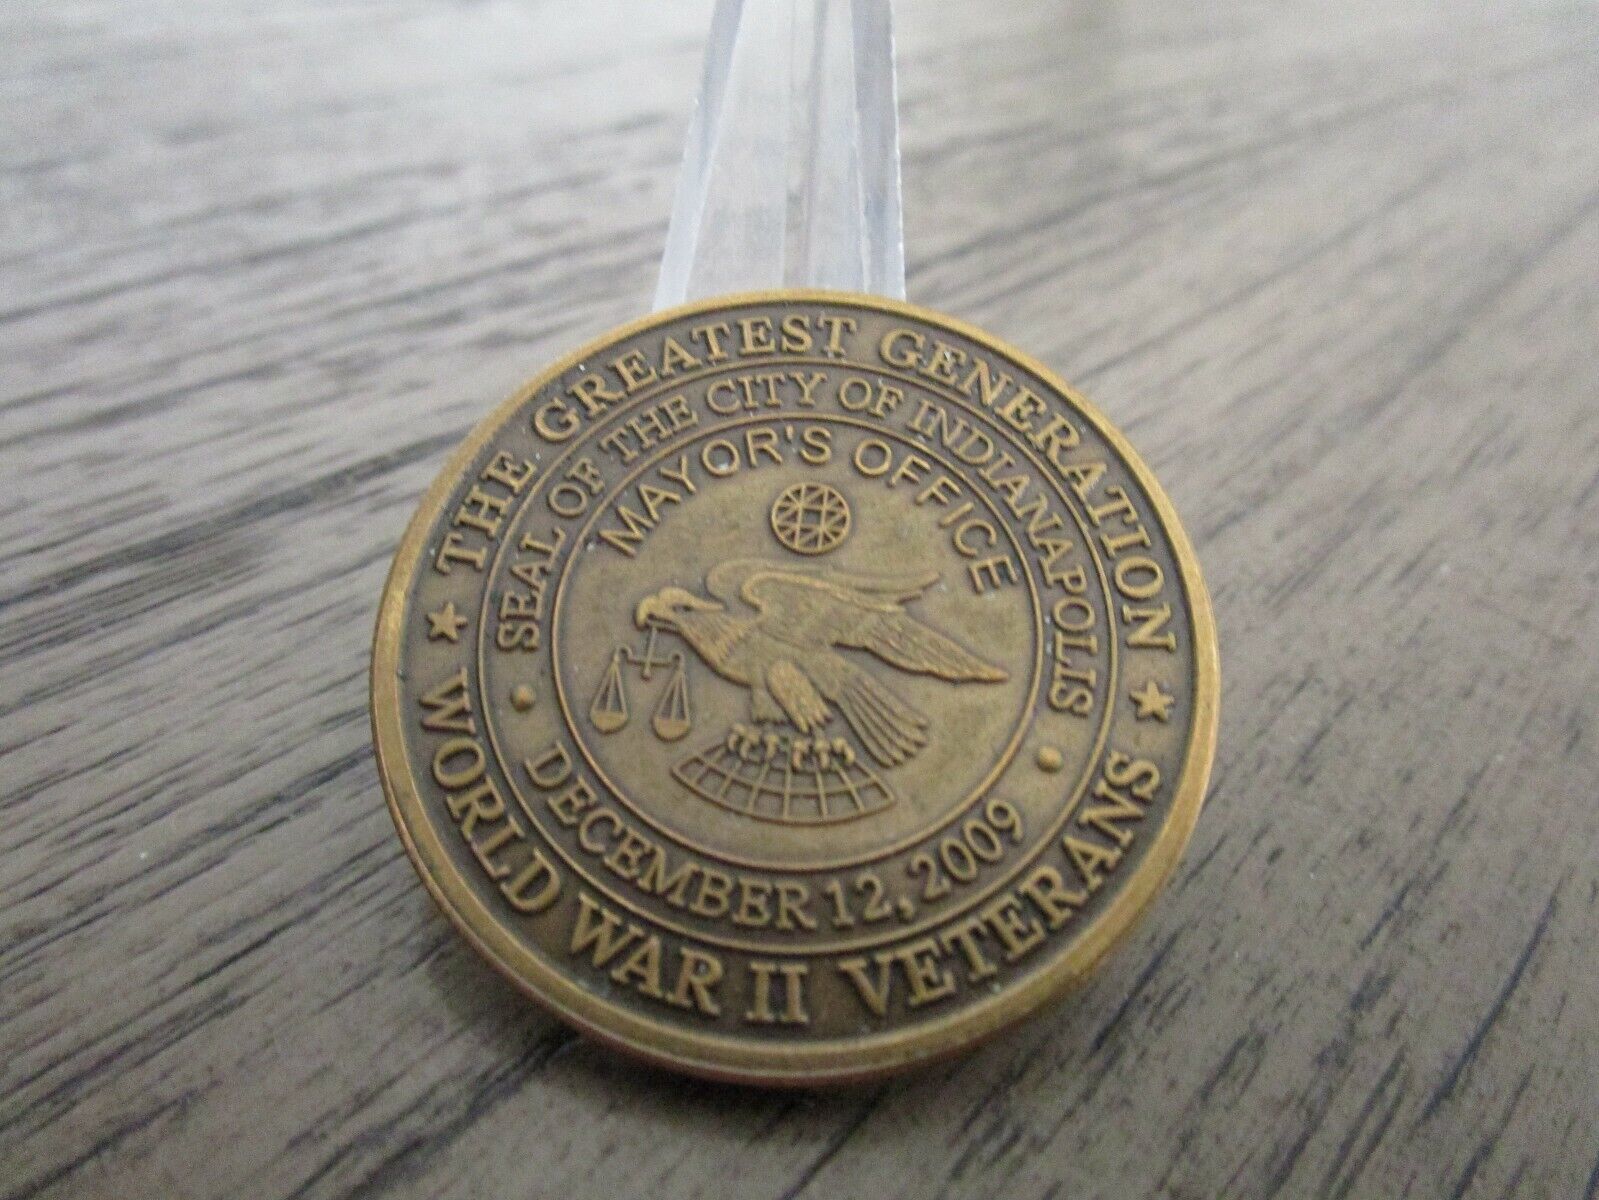 THE GREATEST GENERATION
SEAL OF THE CITY OF INDIANAPOLIS
MAYOR'S OFFICE
DECEMBER 12, 2009
WORLD WAR II VETERANS